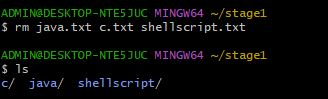 ADMIN@DESKTOP-NTE5JUC MINGW64 ~/stage1
$ rm java.txt c.txt shellscript.txt
ADMIN@DESKTOP-NTE5JUC MINGW64 ~/stage1
$ ls
c/  java/  shellscript/